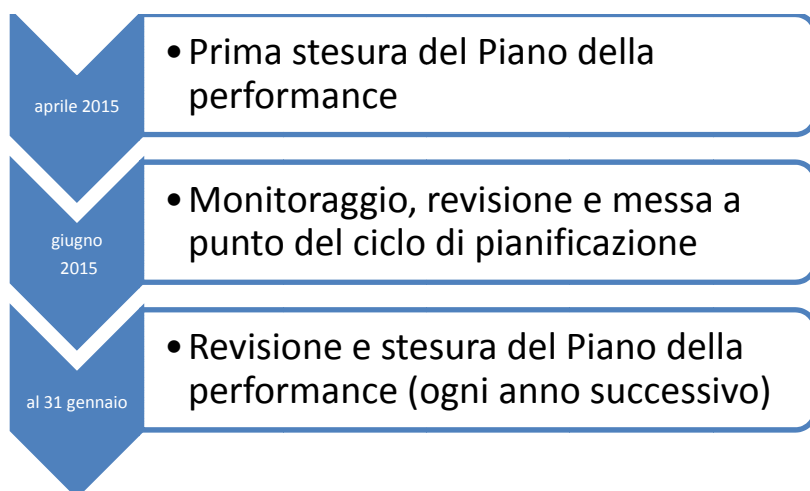 aprile 2015
• Prima stesura del Piano della
performance
giugno
2015
• Monitoraggio, revisione e messa a
punto del ciclo di pianificazione
al 31 gennaio
• Revisione e stesura del Piano della
performance (ogni anno successivo)